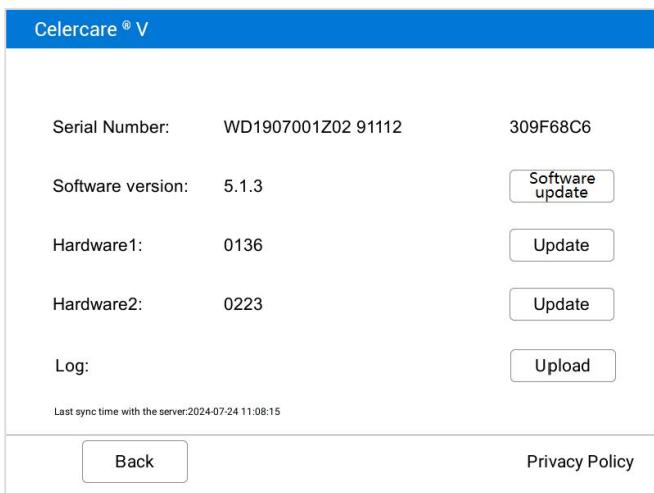 Celercare ® V
Serial Number: WD1907001Z02 91112 309F68C6
Software version: 5.1.3 Software update
Hardware1: 0136 Update
Hardware2: 0223 Update
Log: Upload
Last sync time with the server:2024-07-24 11:08:15
Back Privacy Policy